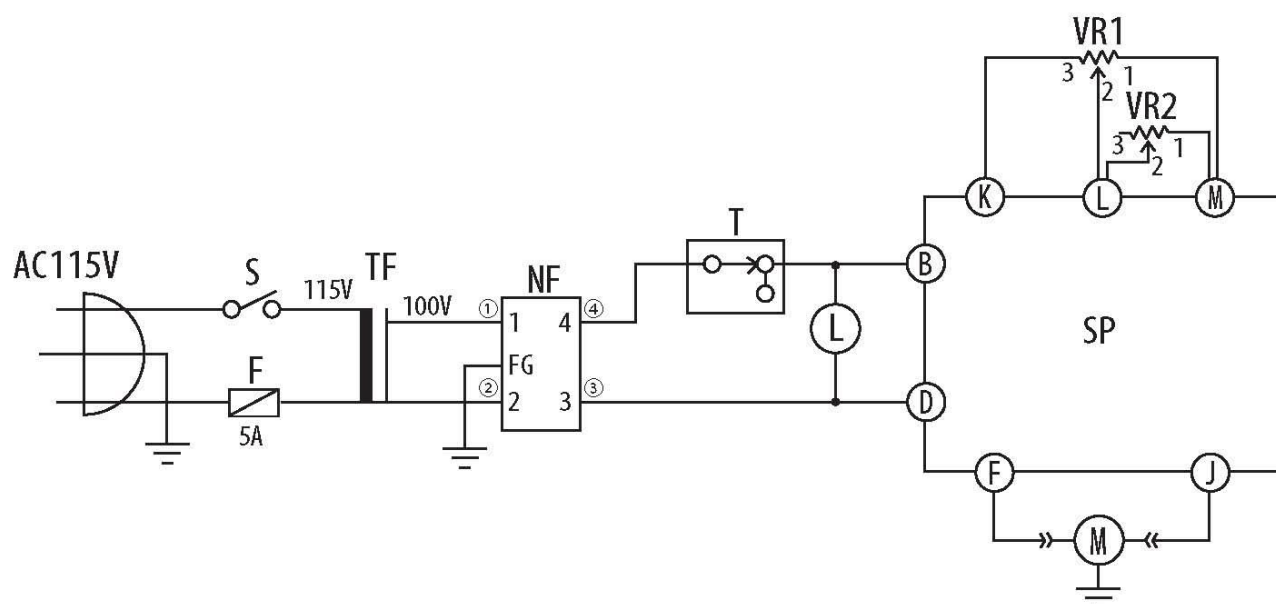 VR1
3
2
1
VR2
3
2
1
K
L
M
T
AC115V
S
115V
TF
100V
NF
①
1
4
④
L
B
SP
FG
F
5A
②
2
3
③
D
F
J
M